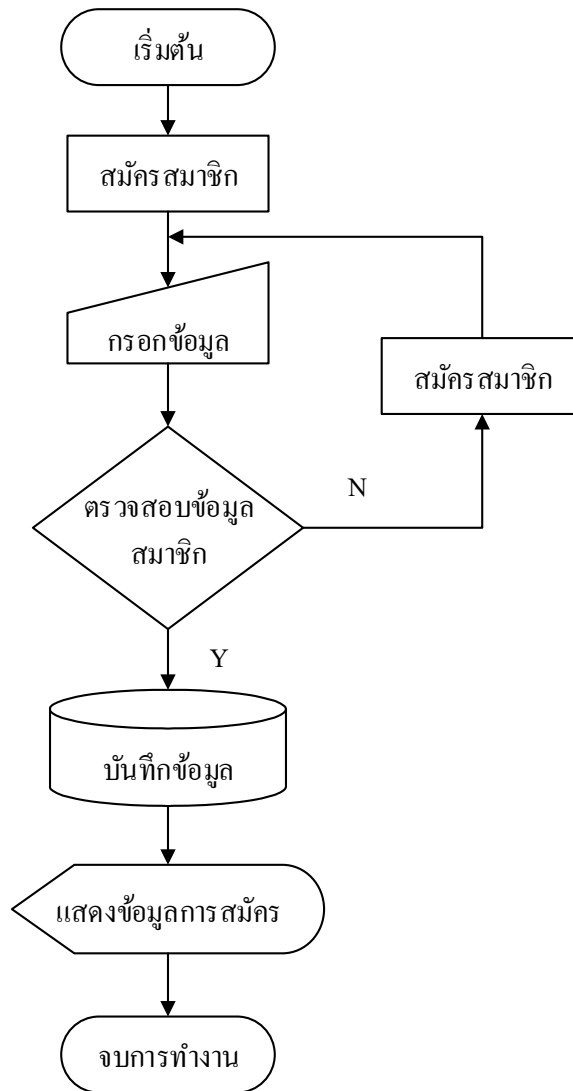 เริ่มต้น
สมัครสมาชิก
กรอกข้อมูล
สมัครสมาชิก
ตรวจสอบข้อมูล
สมาชิก
N
Y
บันทึกข้อมูล
แสดงข้อมูลการสมัคร
จบการทำงาน